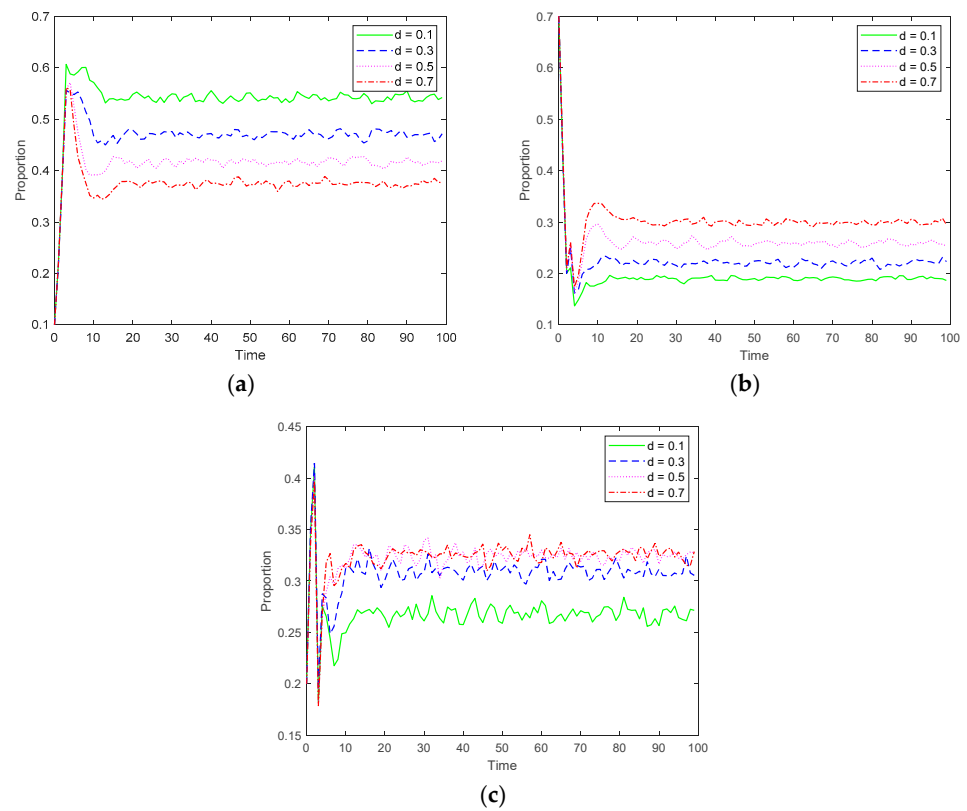 0.7
0.6
0.5
0.4
0.3
0.2
0.1
Proportion
0 10 20 30 40 50 60 70 80 90 100
Time
d = 0.1
d = 0.3
d = 0.5
d = 0.7
(a)
0.7
0.6
0.5
0.4
0.3
0.2
0.1
Proportion
0 10 20 30 40 50 60 70 80 90 100
Time
d = 0.1
d = 0.3
d = 0.5
d = 0.7
(b)
0.45
0.4
0.35
0.3
0.25
0.2
0.15
Proportion
0 10 20 30 40 50 60 70 80 90 100
Time
d = 0.1
d = 0.3
d = 0.5
d = 0.7
(c)